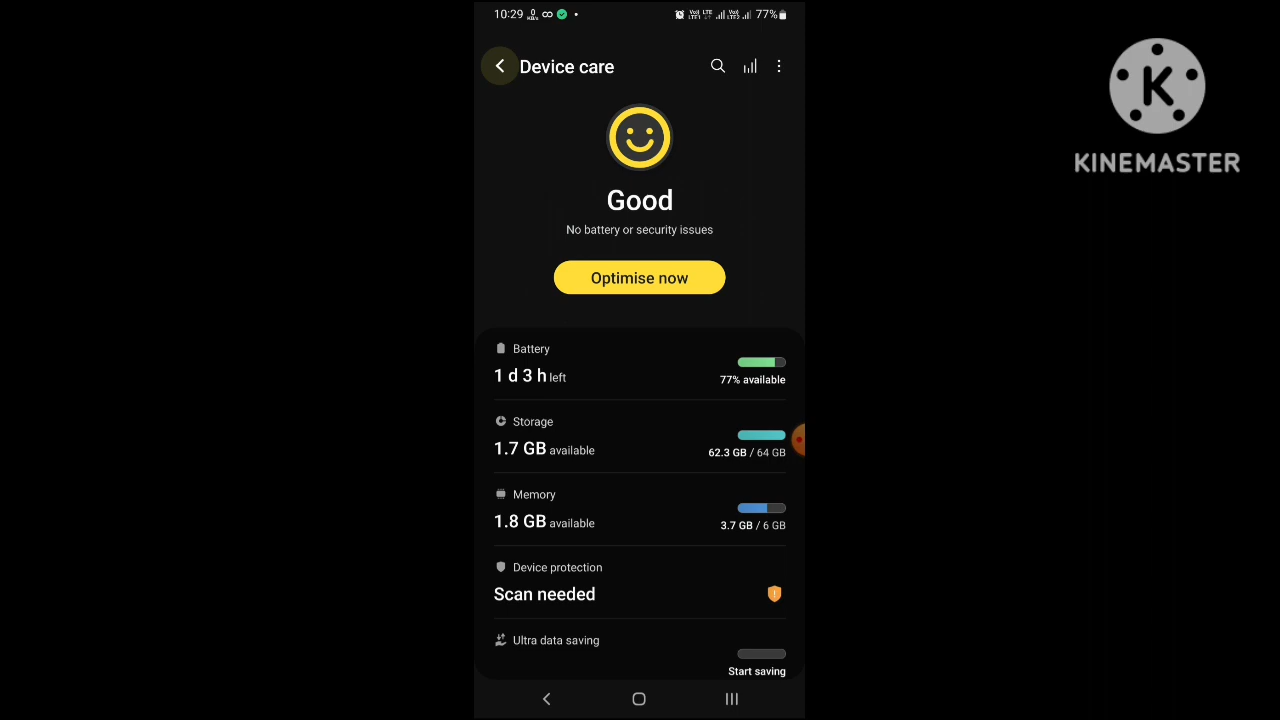 10:29 77%
Device care
K
KINEMASTER
Good
No battery or security issues
Optimise now
Battery
1 d 3 h left
77% available
Storage
1.7 GB available
62.3 GB / 64 GB
Memory
1.8 GB available
3.7 GB / 6 GB
Device protection
Scan needed
Ultra data saving
Start saving